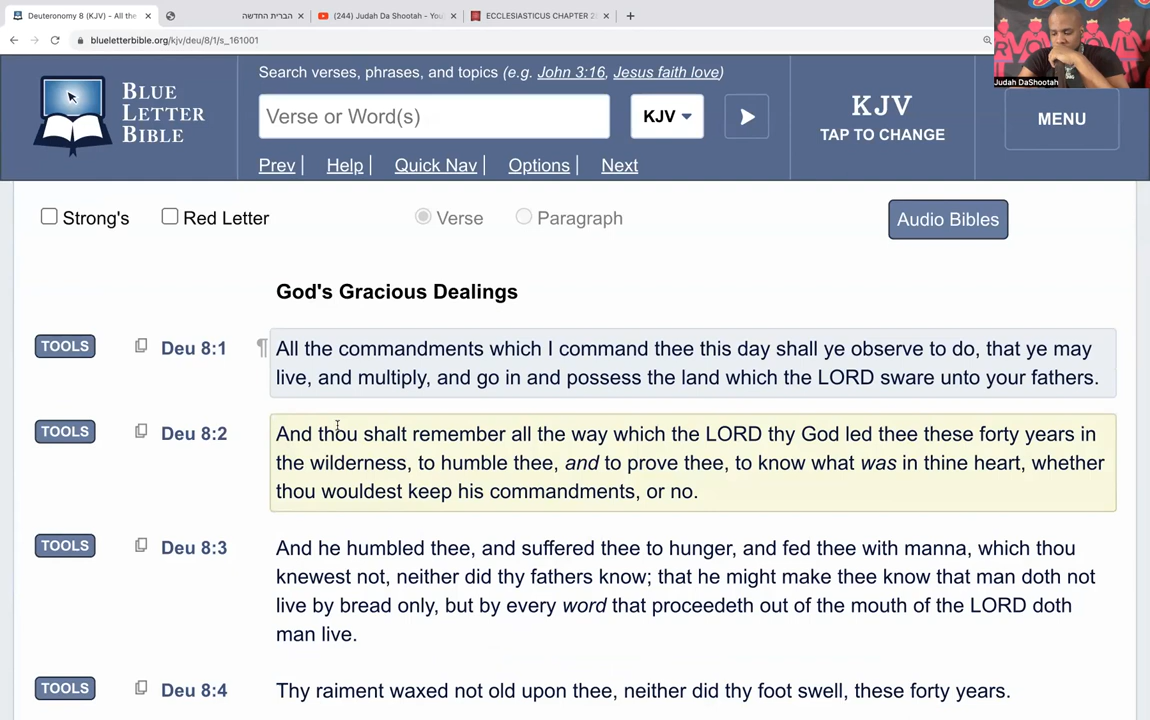 Deuteronomy 8 (KJV) - All the
הברית החדשה
(244) Judah Da Shootah - You
ECCLESIASTICUS CHAPTER 2
blueletterbible.org/kjv/deu/8/1/s_161001
Judah DaShootah
BLUE
LETTER
BIBLE
Search verses, phrases, and topics (e.g. John 3:16, Jesus faith love)
Verse or Word(s)
KJV
Prev | Help | Quick Nav | Options | Next
KJV
TAP TO CHANGE
MENU
Strong's Red Letter Verse Paragraph Audio Bibles
God's Gracious Dealings
TOOLS Deu 8:1 ¶ All the commandments which I command thee this day shall ye observe to do, that ye may
live, and multiply, and go in and possess the land which the LORD sware unto your fathers.
TOOLS Deu 8:2 And thou shalt remember all the way which the LORD thy God led thee these forty years in
the wilderness, to humble thee, and to prove thee, to know what was in thine heart, whether
thou wouldest keep his commandments, or no.
TOOLS Deu 8:3 And he humbled thee, and suffered thee to hunger, and fed thee with manna, which thou
knewest not, neither did thy fathers know; that he might make thee know that man doth not
live by bread only, but by every word that proceedeth out of the mouth of the LORD doth
man live.
TOOLS Deu 8:4 Thy raiment waxed not old upon thee, neither did thy foot swell, these forty years.